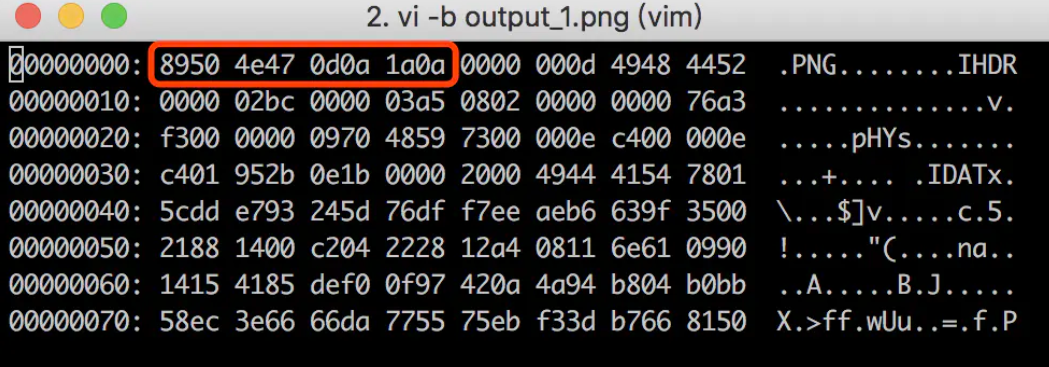 2. vi -b output_1.png (vim)
00000000: 8950 4e47 0d0a 1a0a 0000 000d 4948 4452  .PNG........IHDR
00000010: 0000 02bc 0000 03a5 0802 0000 0000 76a3  ..............v.
00000020: f300 0000 0970 4859 7300 000e c400 000e  .....pHYs.......
00000030: c401 952b 0e1b 0000 2000 4944 4154 7801  ...+.... .IDATx.
00000040: 5cdd e793 245d 76df f7ee aeb6 639f 3500  \...$]v.....c.5.
00000050: 2188 1400 c204 2228 12a4 0811 6e61 0990  !....."(....na..
00000060: 1415 4185 def0 0f97 420a 4a94 b804 b0bb  ..A.....B.J.....
00000070: 58ec 3e66 66da 7755 75eb f33d b766 8150  X.>ff.wUu..=.f.P